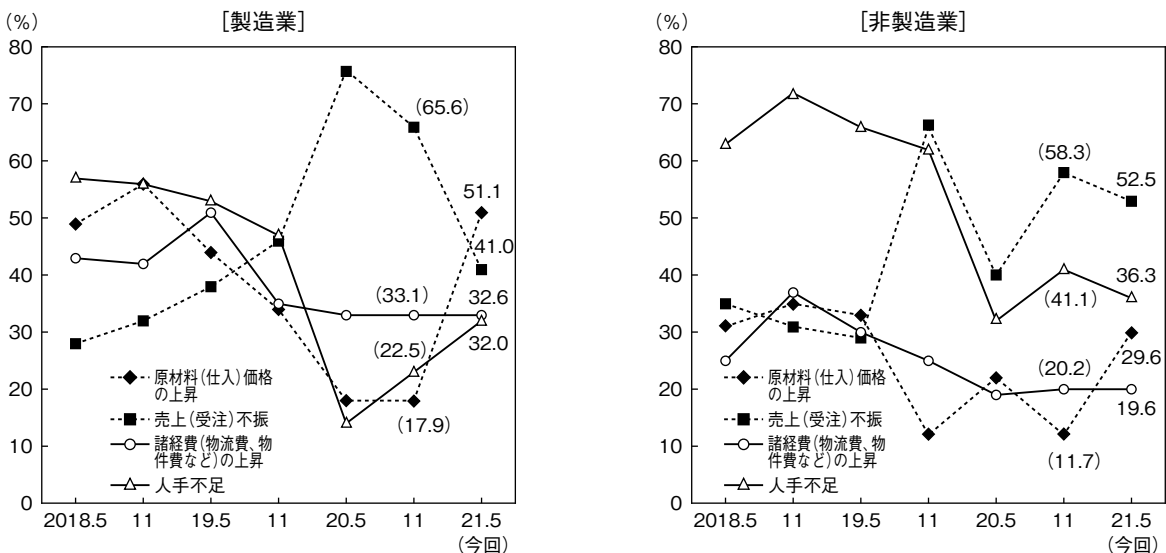 [製造業]
(%)
80
70
60
50
40
30
20
10
0
(65.6)
51.1
41.0
(33.1)
32.6
(22.5)
32.0
(17.9)
原材料(仕入)価格
の上昇
売上(受注)不振
諸経費(物流費、物
件費など)の上昇
人手不足
2018.5 11 19.5 11 20.5 11 21.5
(今回)
[非製造業]
(%)
80
70
60
50
40
30
20
10
0
(58.3)
52.5
36.3
(41.1)
29.6
(20.2)
19.6
(11.7)
原材料(仕入)価格
の上昇
売上(受注)不振
諸経費(物流費、物
件費など)の上昇
人手不足
2018.5 11 19.5 11 20.5 11 21.5
(今回)